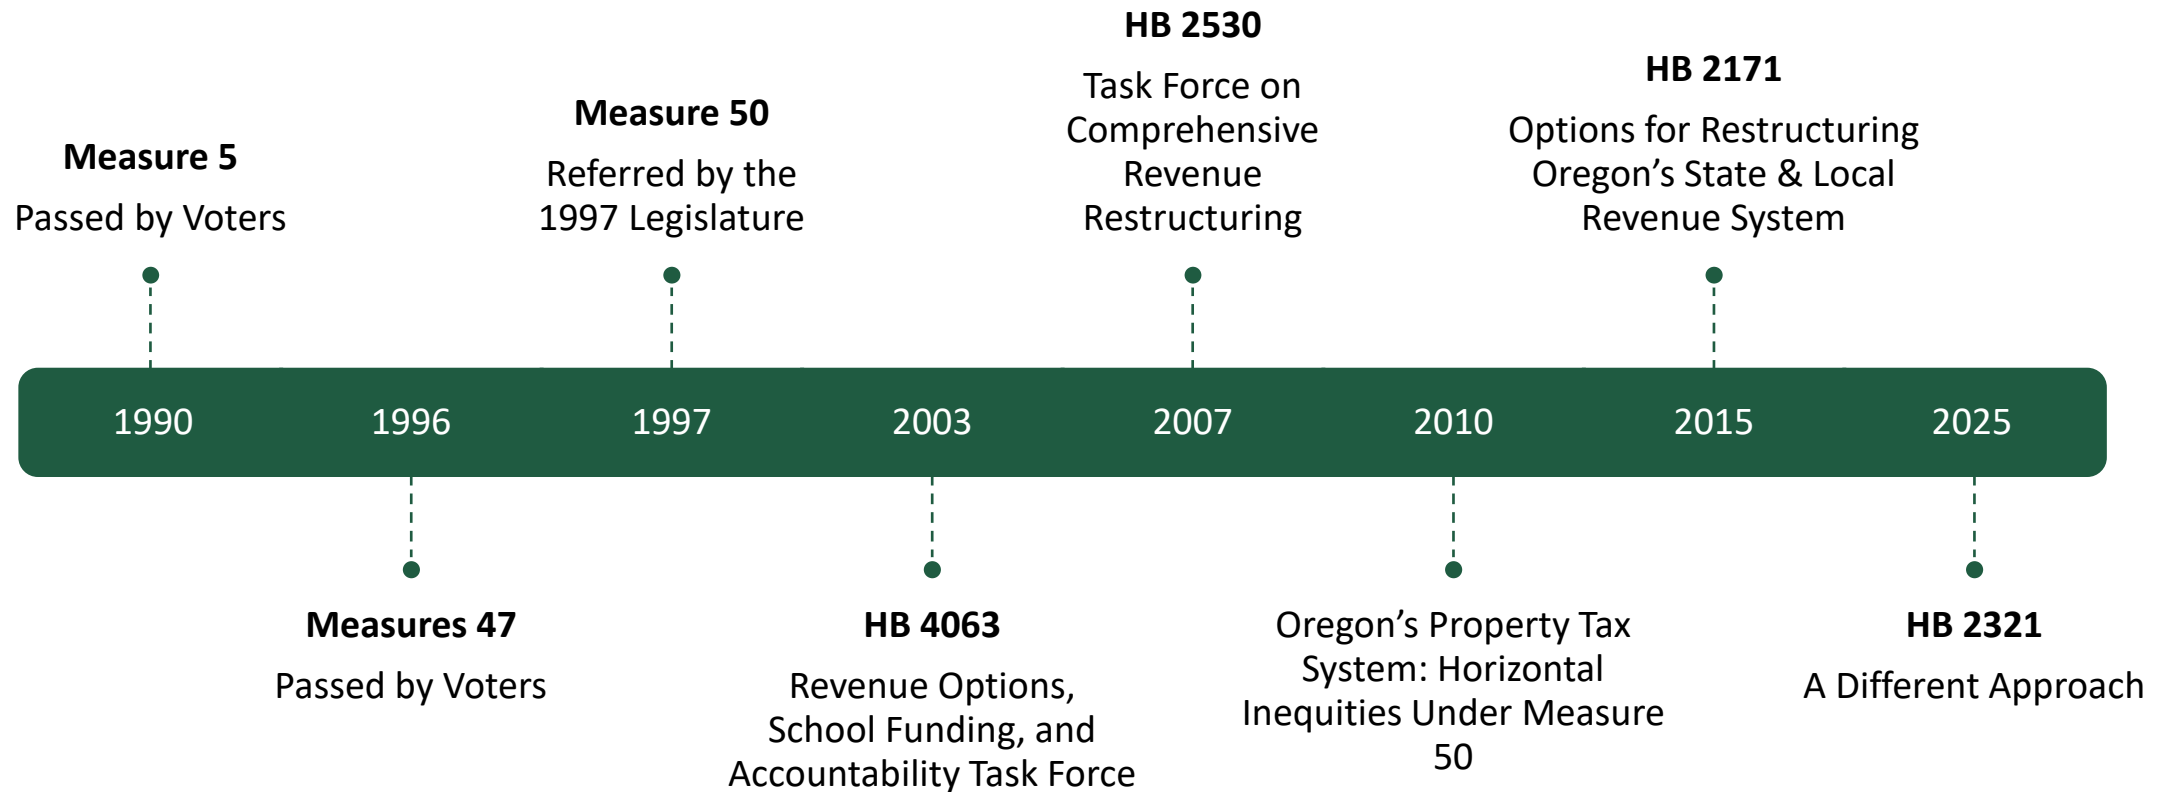 Measure 5
Passed by Voters
Measure 50
Referred by the
1997 Legislature
HB 2530
Task Force on
Comprehensive
Revenue
Restructuring
HB 2171
Options for Restructuring
Oregon’s State & Local
Revenue System
1990
1996
1997
2003
2007
2010
2015
2025
Measures 47
Passed by Voters
HB 4063
Revenue Options,
School Funding, and
Accountability Task Force
Oregon’s Property Tax
System: Horizontal
Inequities Under Measure
50
HB 2321
A Different Approach